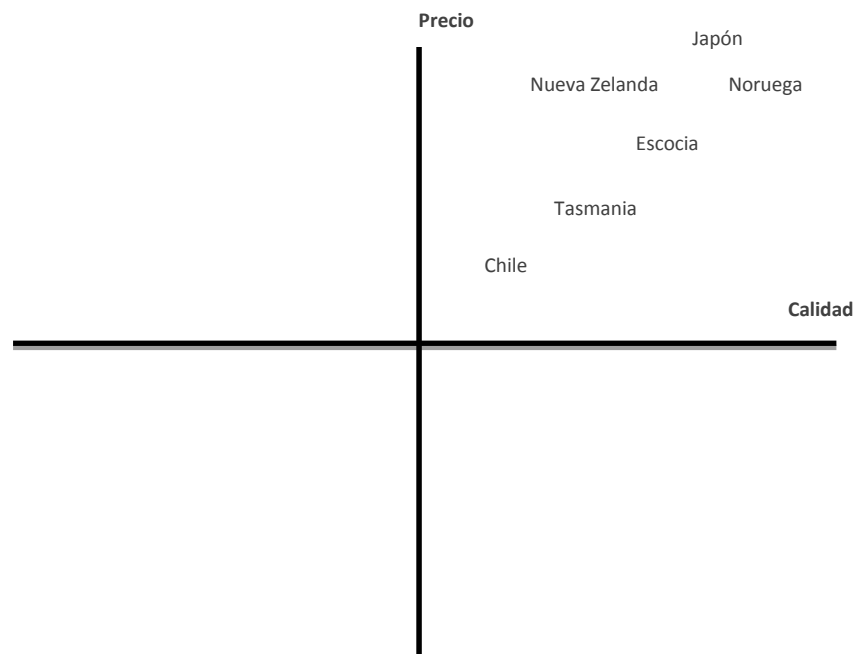 Precio
Japón
Nueva Zelanda
Noruega
Escocia
Tasmania
Chile
Calidad